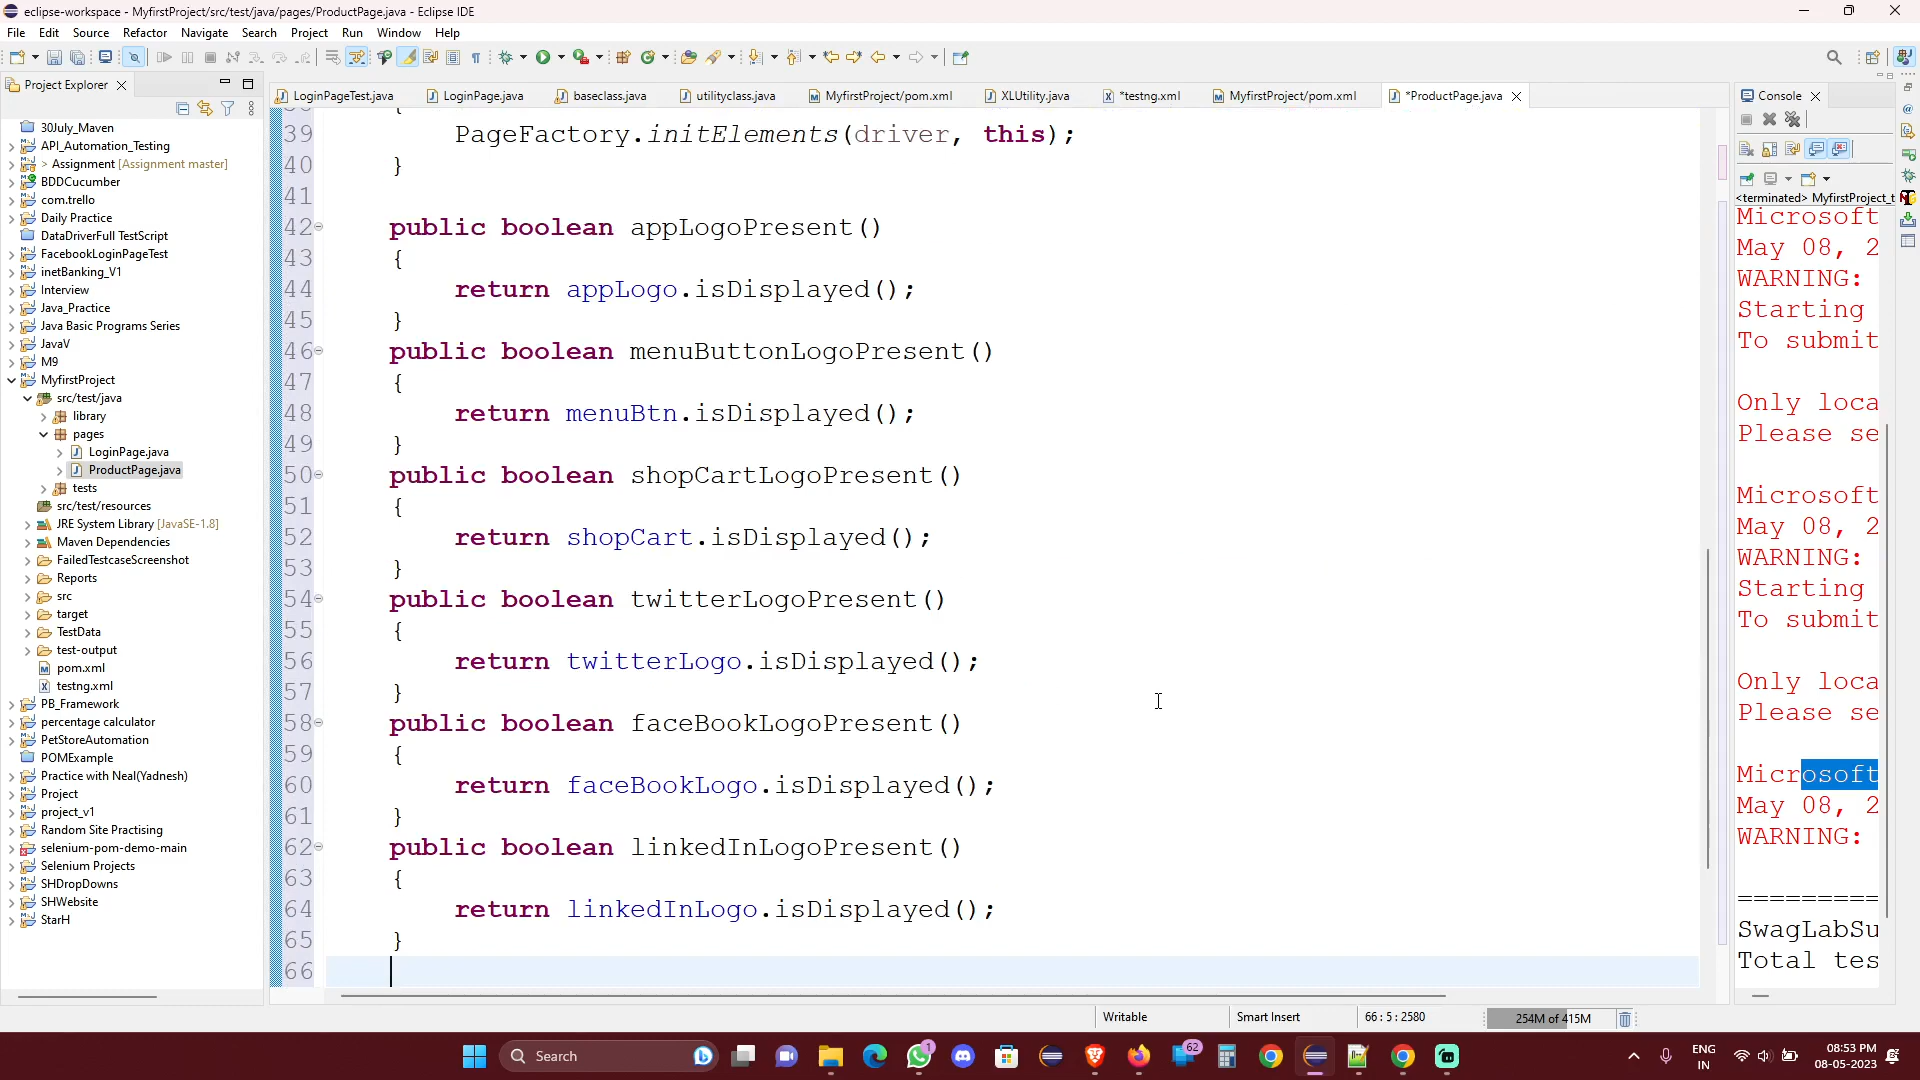 eclipse-workspace - MyfirstProject/src/test/java/pages/ProductPage.java - Eclipse IDE
File Edit Source Refactor Navigate Search Project Run Window Help
Project Explorer
LoginPageTest.java LoginPage.java baseclass.java utilityclass.java MyfirstProject/pom.xml XLUtility.java *testng.xml MyfirstProject/pom.xml *ProductPage.java
Console
30July_Maven
API_Automation_Testing
> Assignment [Assignment master]
BDDCucumber
com.trello
Daily Practice
DataDriverFull TestScript
FacebookLoginPageTest
inetBanking_V1
Interview
Java_Practice
Java Basic Programs Series
JavaV
M9
MyfirstProject
src/test/java
library
pages
LoginPage.java
ProductPage.java
tests
src/test/resources
JRE System Library [JavaSE-1.8]
Maven Dependencies
FailedTestcaseScreenshot
Reports
src
target
TestData
test-output
pom.xml
testng.xml
PB_Framework
percentage calculator
PetStoreAutomation
POMExample
Practice with Neal(Yadnesh)
Project
project_v1
Random Site Practising
selenium-pom-demo-main
Selenium Projects
SHDropDowns
SHWebsite
StarH
39 PageFactory.initElements(driver, this);
40 }
41
42 public boolean appLogoPresent()
43 {
44 return appLogo.isDisplayed();
45 }
46 public boolean menuButtonLogoPresent()
47 {
48 return menuBtn.isDisplayed();
49 }
50 public boolean shopCartLogoPresent()
51 {
52 return shopCart.isDisplayed();
53 }
54 public boolean twitterLogoPresent()
55 {
56 return twitterLogo.isDisplayed();
57 }
58 public boolean faceBookLogoPresent()
59 {
60 return faceBookLogo.isDisplayed();
61 }
62 public boolean linkedInLogoPresent()
63 {
64 return linkedInLogo.isDisplayed();
65 }
66
<terminated> MyfirstProject_t
Microsoft
May 08, 2
WARNING:
Starting
To submit
Only loca
Please se
Microsoft
May 08, 2
WARNING:
Starting
To submit
Only loca
Please se
Microsoft
May 08, 2
WARNING:
=========
SwagLabSu
Total tes
Writable Smart Insert 66 : 5 : 2580 254M of 415M
Search 1 62 ENG IN 08:53 PM 08-05-2023